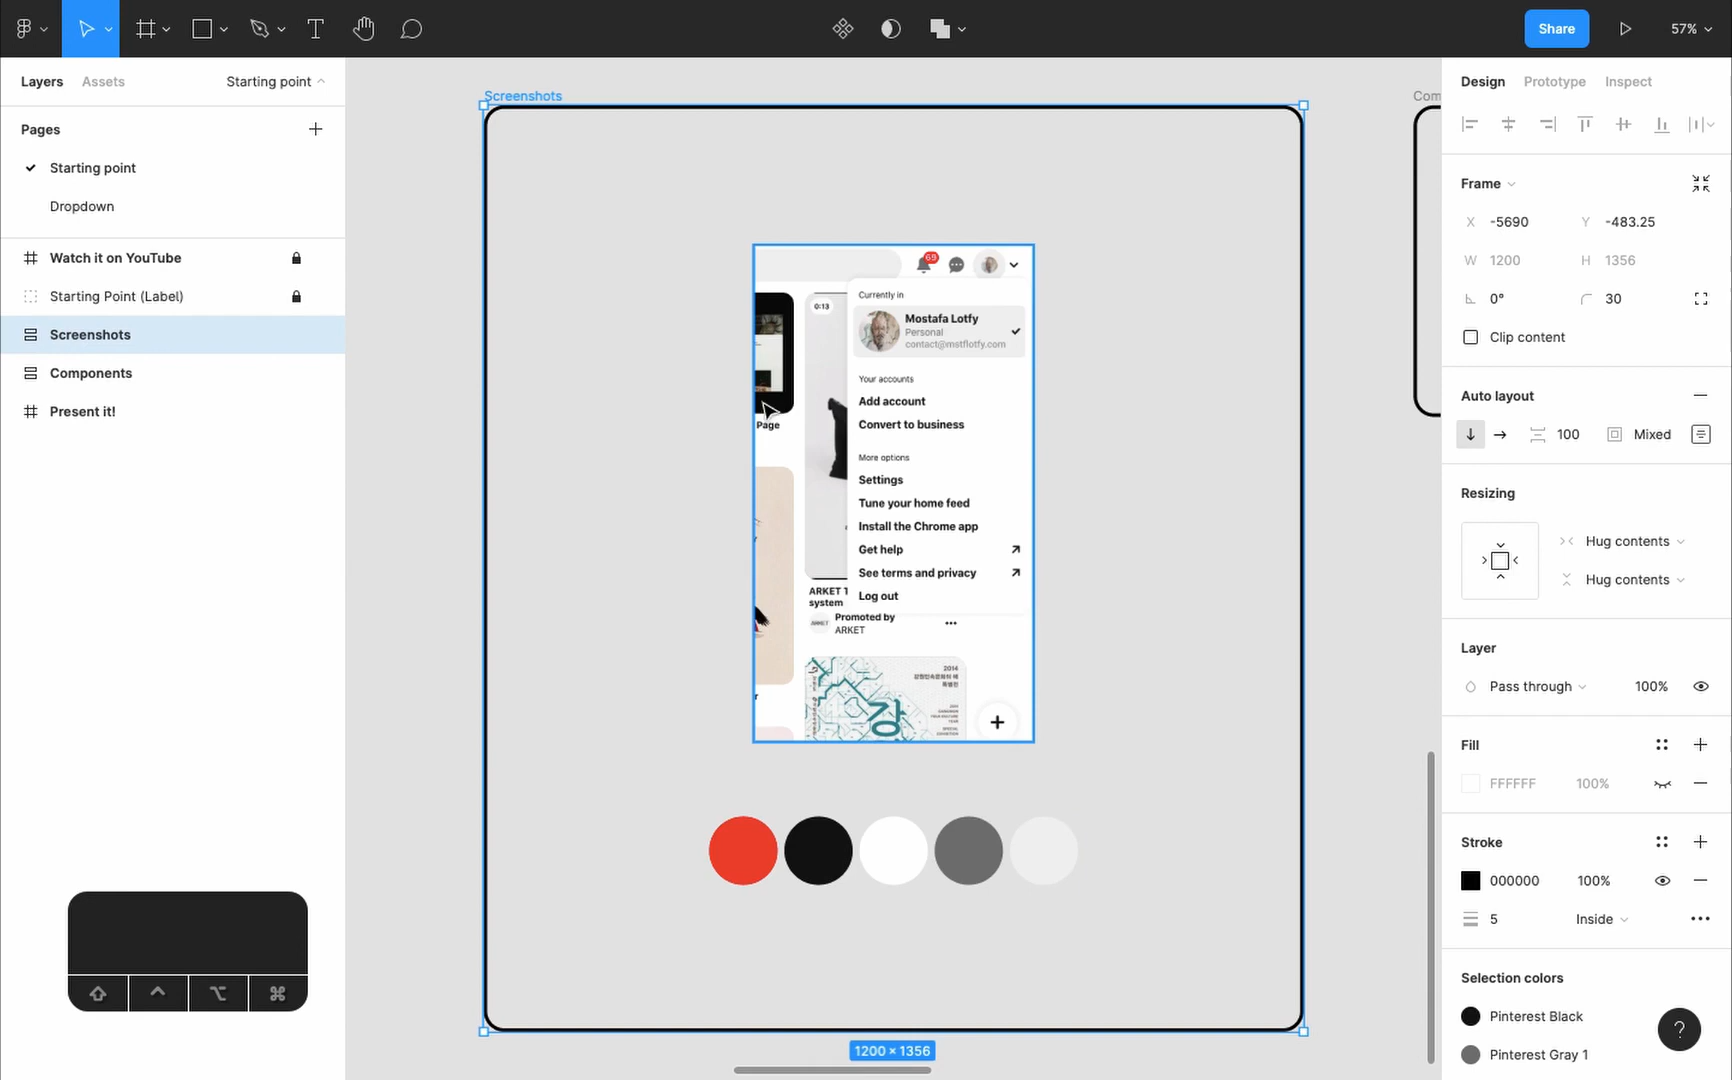 Share
57%
Layers
Assets
Starting point
Pages
Starting point
Dropdown
Watch it on YouTube
Starting Point (Label)
Screenshots
Components
Present it!
Screenshots
Com
69
0:13
Currently in
Mostafa Lotfy
Personal
contact@mstflotfy.com
Your accounts
Add account
Convert to business
More options
Settings
Tune your home feed
Install the Chrome app
Get help
See terms and privacy
Log out
Page
ARKET T
system
ARKET
Promoted by
ARKET
2014
강
1200 × 1356
Design
Prototype
Inspect
Frame
X -5690
Y -483.25
W 1200
H 1356
0°
30
Clip content
Auto layout
100
Mixed
Resizing
Hug contents
Hug contents
Layer
Pass through
100%
Fill
FFFFFF
100%
Stroke
000000
100%
5
Inside
Selection colors
Pinterest Black
Pinterest Gray 1
?